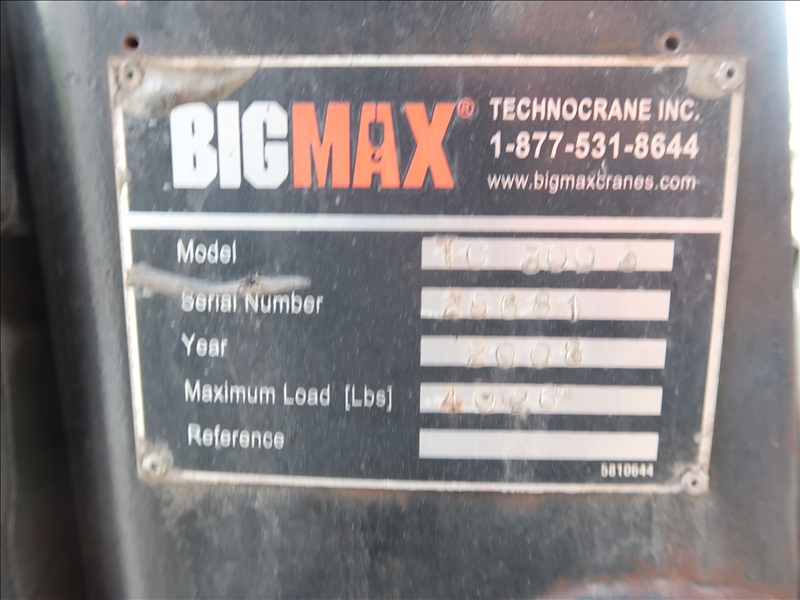 BIGMAX®
TECHNOCRANE INC.
1-877-531-8644
www.bigmaxcranes.com
Model TC
Serial Number
Year 2008
Maximum Load [Lbs]
Reference
5810644